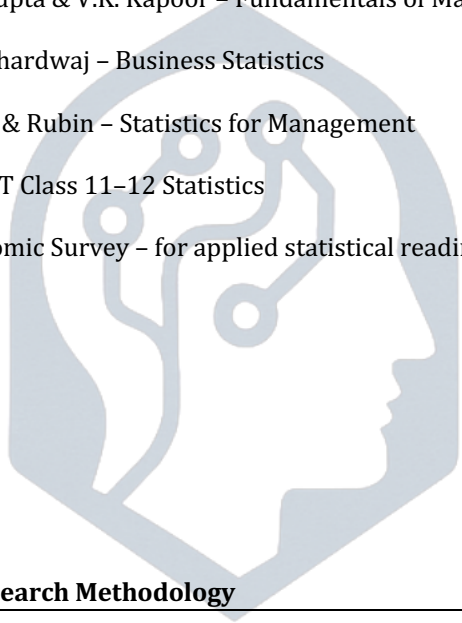 upta & V.K. Kapoor – Fundamentals of Ma
hardwaj – Business Statistics
& Rubin – Statistics for Management
T Class 11–12 Statistics
omic Survey – for applied statistical readi
earch Methodology